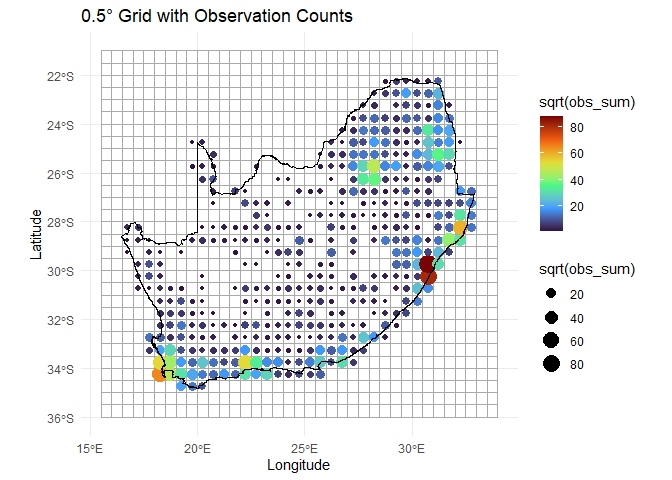 0.5° Grid with Observation Counts
22°S
24°S
26°S
28°S
30°S
32°S
34°S
36°S
Latitude
15°E
20°E
25°E
30°E
Longitude
sqrt(obs_sum)
80
60
40
20
sqrt(obs_sum)
20
40
60
80